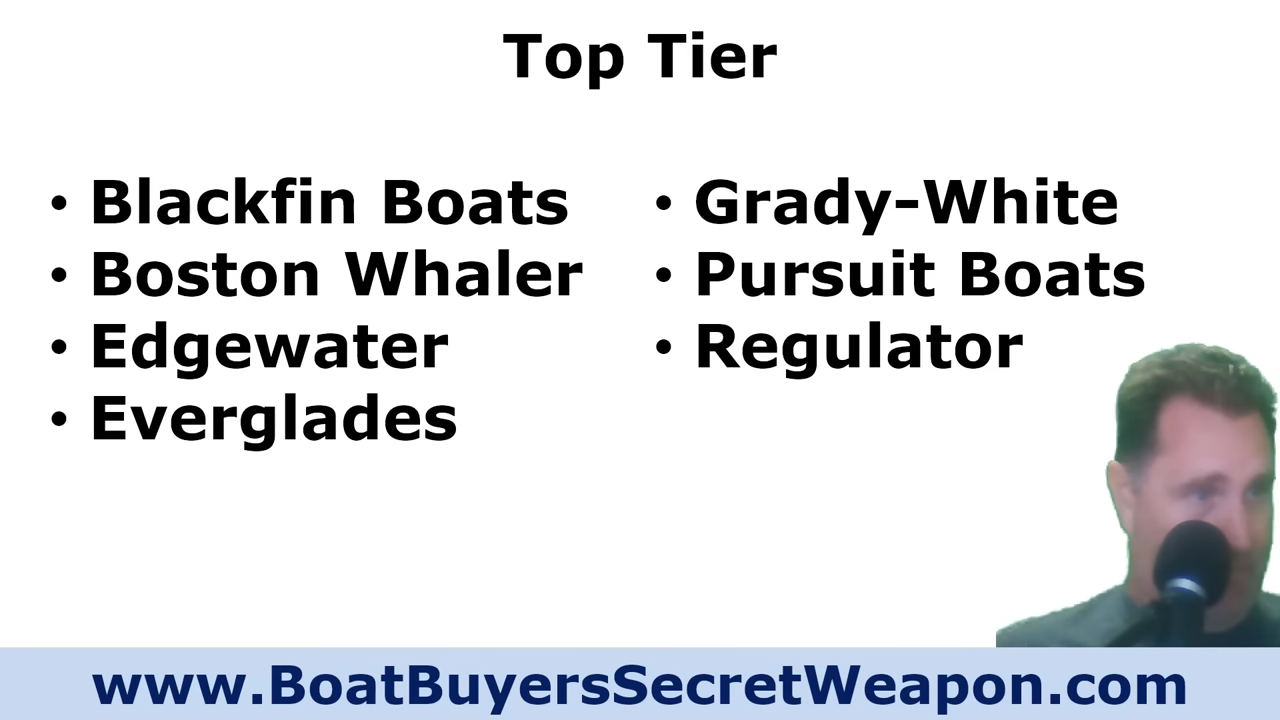 Top Tier
• Blackfin Boats
• Boston Whaler
• Edgewater
• Everglades
• Grady-White
• Pursuit Boats
• Regulator
www.BoatBuyersSecretWeapon.com